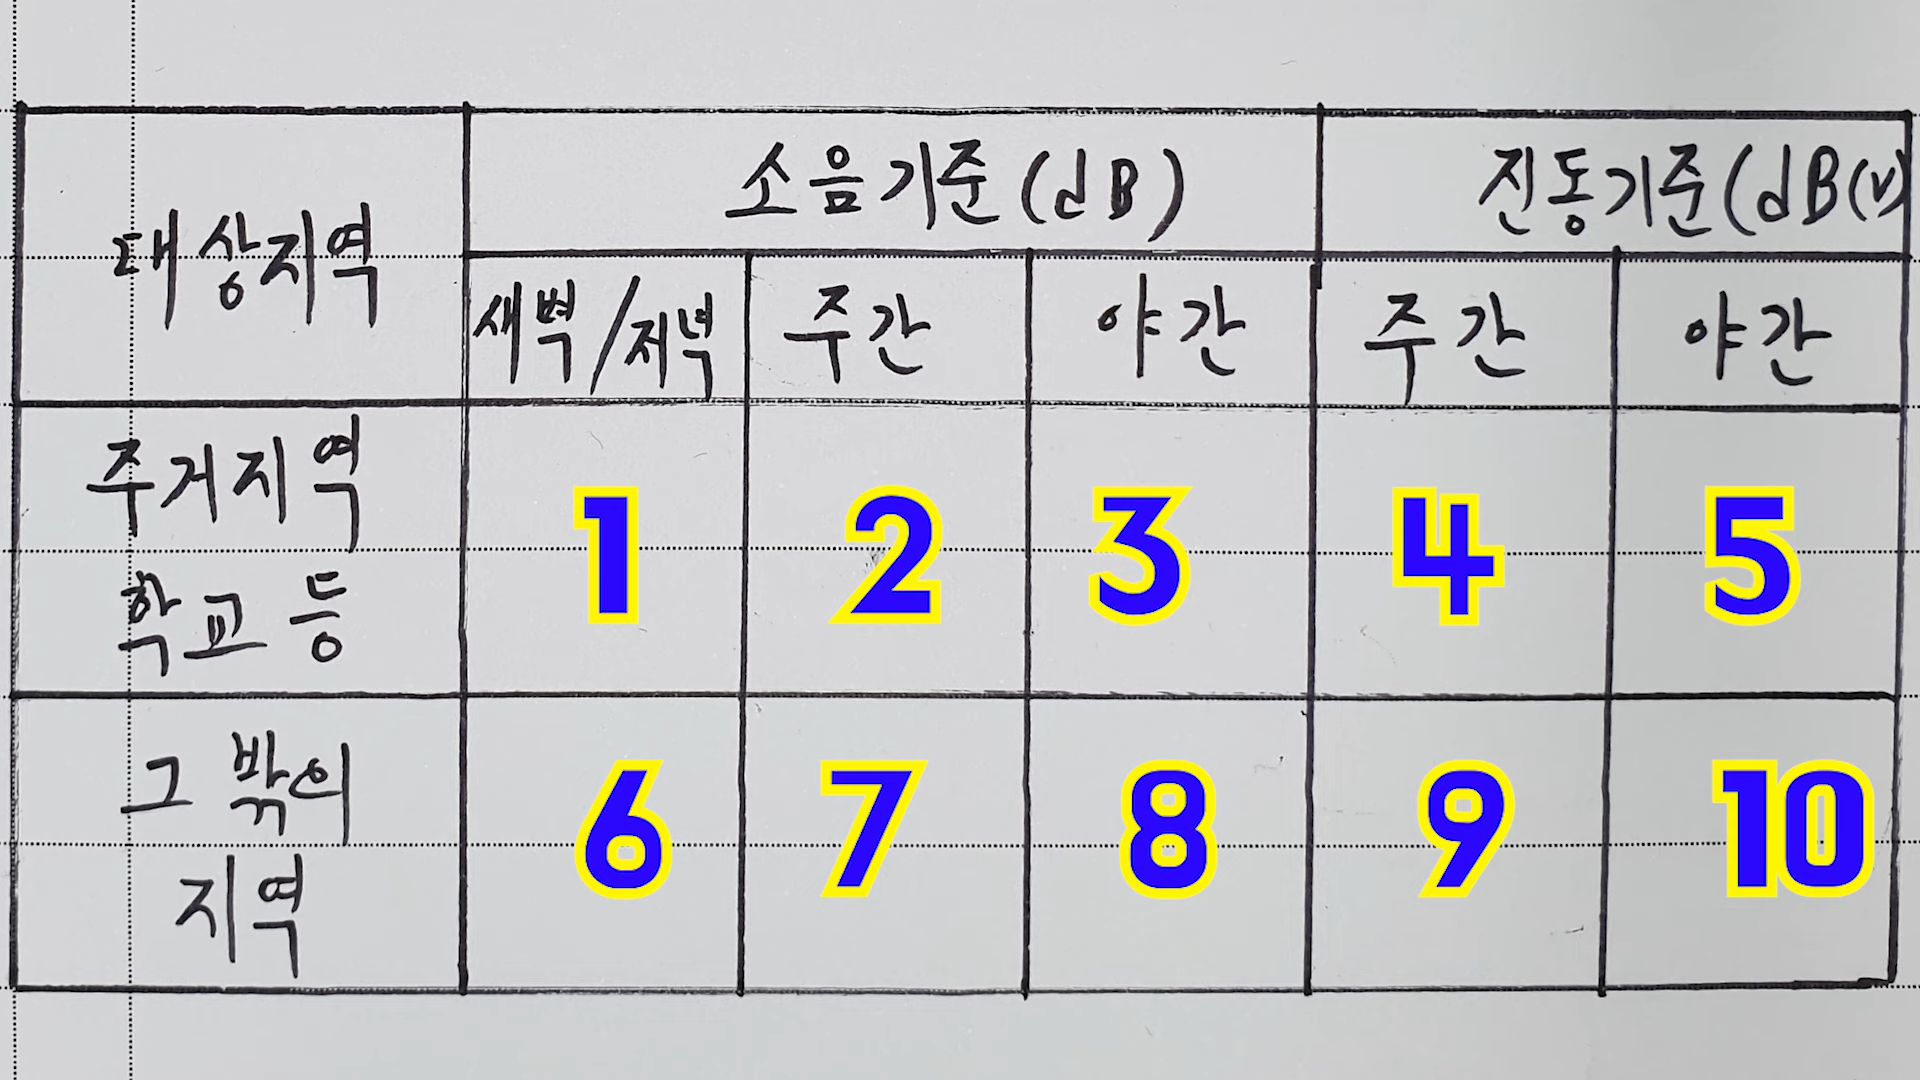 대상지역 소음기준(dB) 진동기준(dB(V)
새벽/저녁 주간 야간 주간 야간
주거지역
학교 등
1 2 3 4 5
그 밖의
지역
6 7 8 9 10